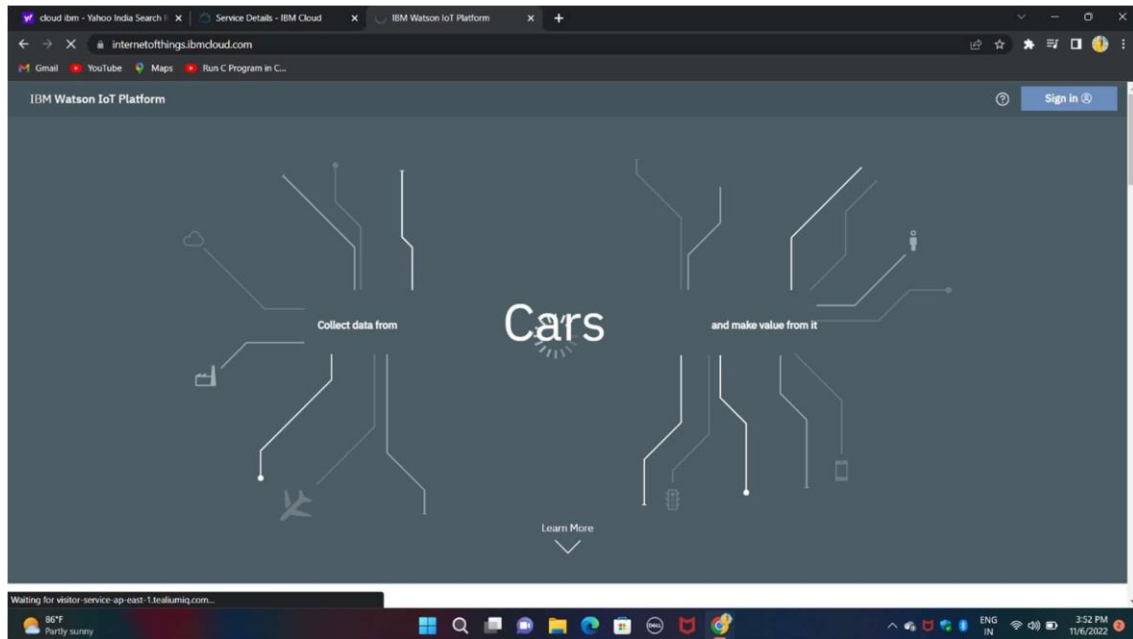 cloud ibm - Yahoo India Search R
Service Details - IBM Cloud
IBM Watson IoT Platform
internetofthings.ibmcloud.com
Gmail
YouTube
Maps
Run C Program in C...
IBM Watson IoT Platform
Sign in
Collect data from
Cars
and make value from it
Learn More
Waiting for visitor-service-ap-east-1.tealiumiq.com...
86°F
Partly sunny
DELL
ENG
IN
3:52 PM
11/6/2022
2